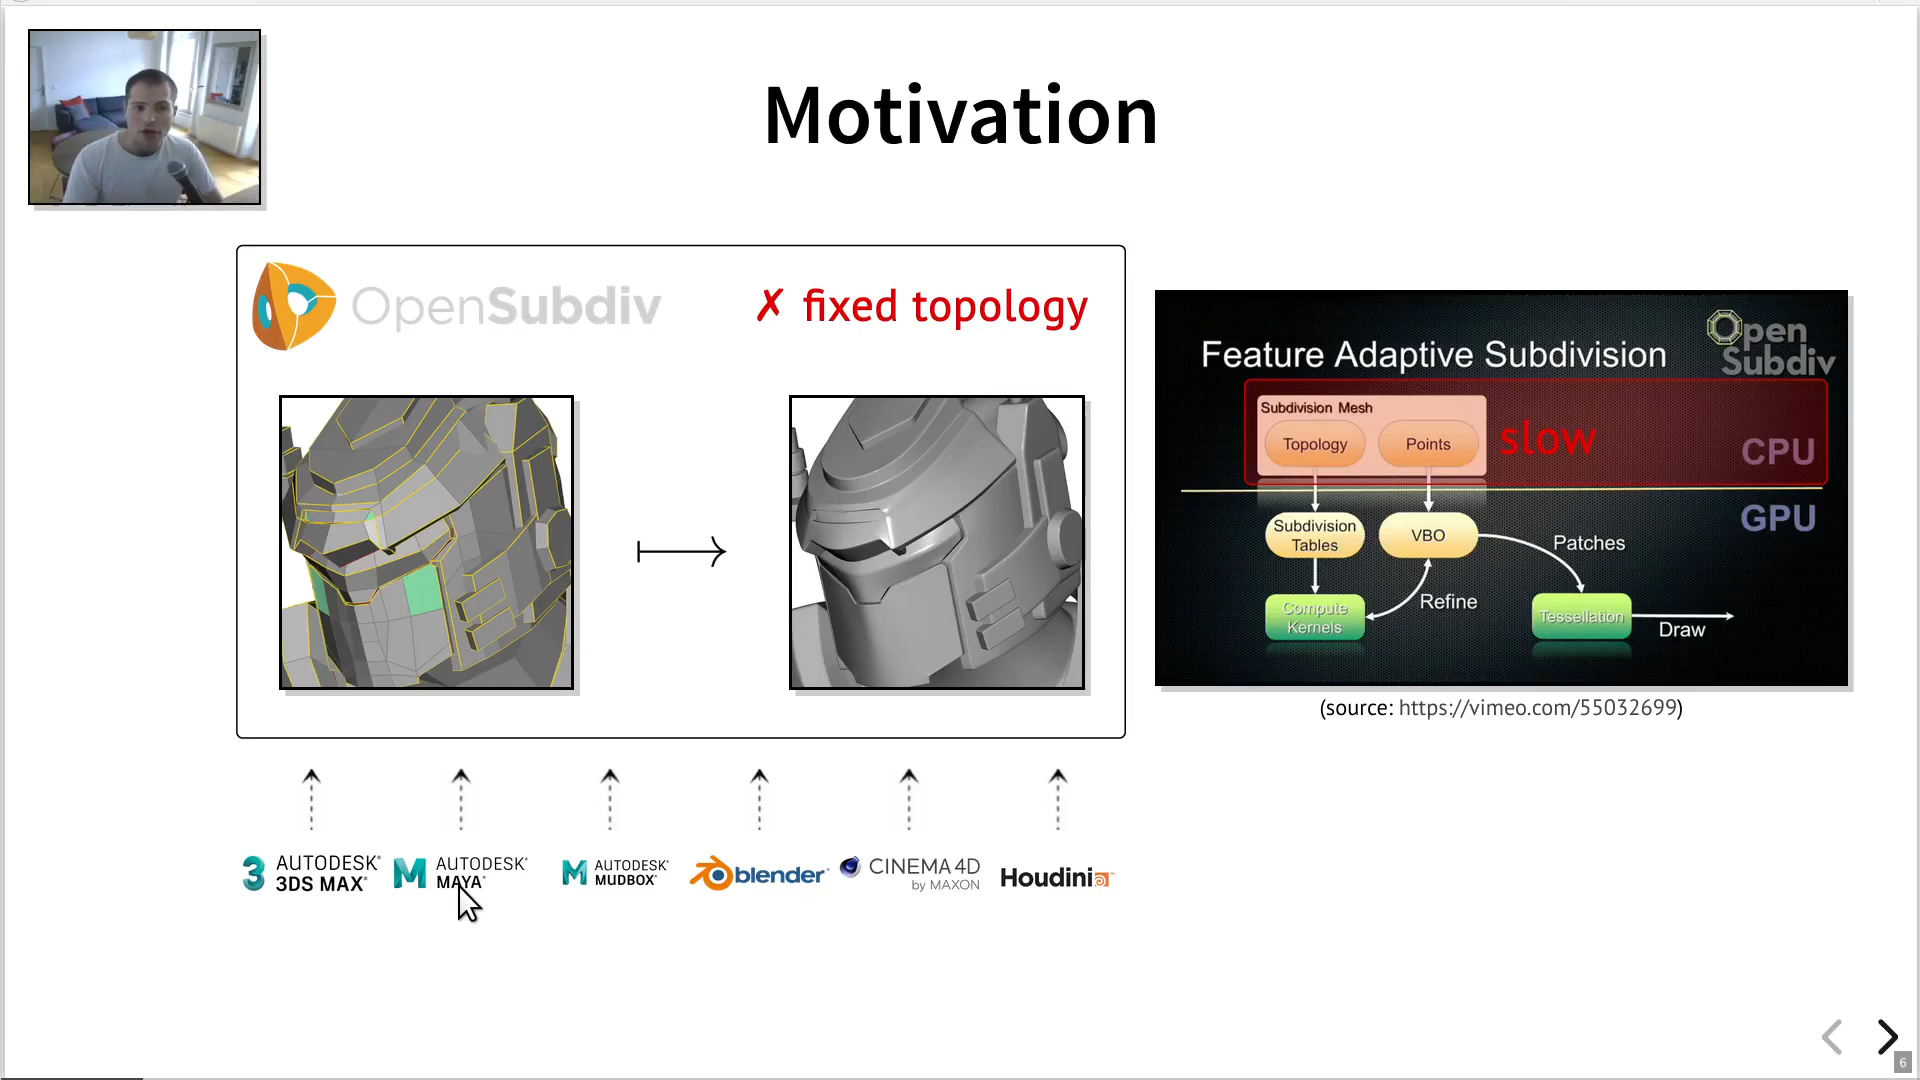 Motivation
OpenSubdiv
✗ fixed topology
Open
Subdiv
Feature Adaptive Subdivision
Subdivision Mesh
Topology
Points
slow
CPU
GPU
Subdivision
Tables
VBO
Patches
Compute
Kernels
Refine
Tessellation
Draw
(source: https://vimeo.com/55032699)
3 AUTODESK®
3DS MAX®
M AUTODESK®
MAYA®
M AUTODESK®
MUDBOX®
blender
CINEMA 4D
by MAXON
Houdini
6